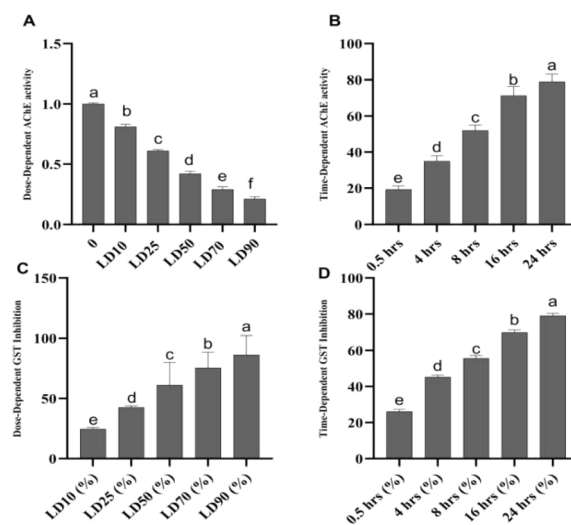 A
Dose-Dependent AChE activity
1.5
1.0
0.5
0.0
a
b
c
d
e
f
0
LD10
LD25
LD50
LD70
LD90
B
Time-Dependent AChE activity
100
80
60
40
20
0
e
d
c
b
a
0.5 hrs
4 hrs
8 hrs
16 hrs
24 hrs
C
Dose-Dependent GST Inhibition
150
100
50
0
e
d
c
b
a
LD10 (%)
LD25 (%)
LD50 (%)
LD70 (%)
LD90 (%)
D
Time-Dependent GST Inhibition
100
80
60
40
20
0
e
d
c
b
a
0.5 hrs (%)
4 hrs (%)
8 hrs (%)
16 hrs (%)
24 hrs (%)